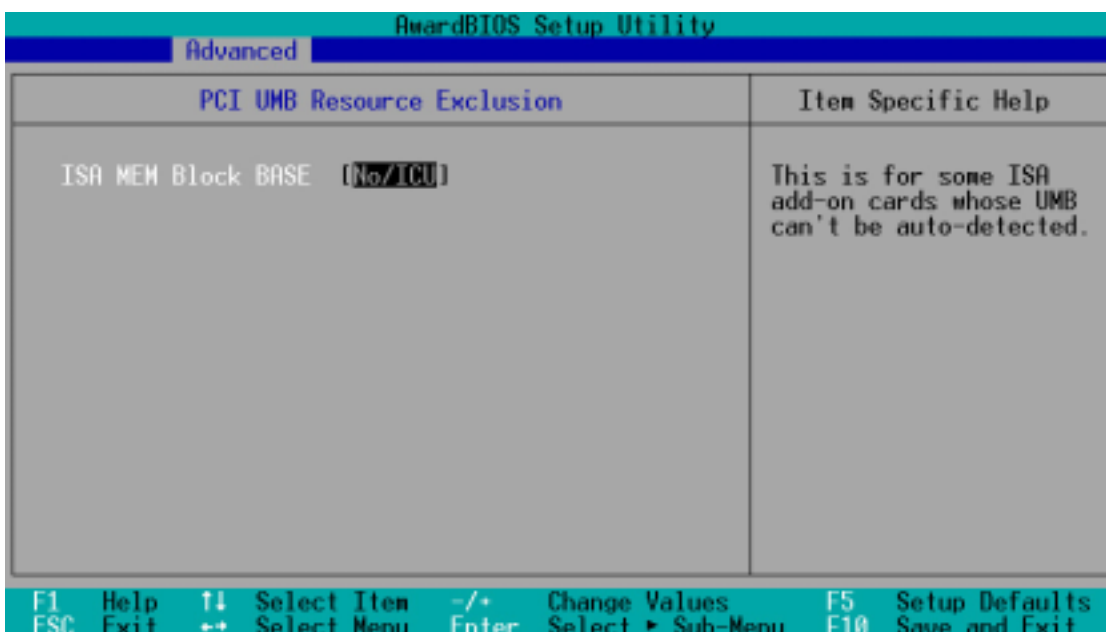 AwardBIOS Setup Utility
Advanced
PCI UMB Resource Exclusion
Item Specific Help
ISA MEM Block BASE [No/ICU]
This is for some ISA
add-on cards whose UMB
can't be auto-detected.
F1 Help ↑↓ Select Item -/+ Change Values F5 Setup Defaults
ESC Exit ←→ Select Menu Enter Select ► Sub-Menu F10 Save and Exit